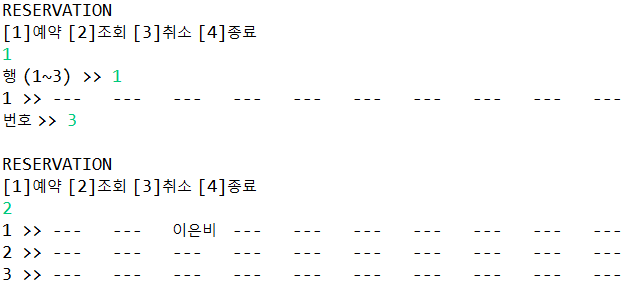 RESERVATION
[1]예약 [2]조회 [3]취소 [4]종료
1
행 (1~3) >> 1
1 >> --- --- --- --- --- --- --- --- --- ---
번호 >> 3
RESERVATION
[1]예약 [2]조회 [3]취소 [4]종료
2
1 >> --- --- 이은비 --- --- --- --- --- --- ---
2 >> --- --- --- --- --- --- --- --- --- ---
3 >> --- --- --- --- --- --- --- --- --- ---